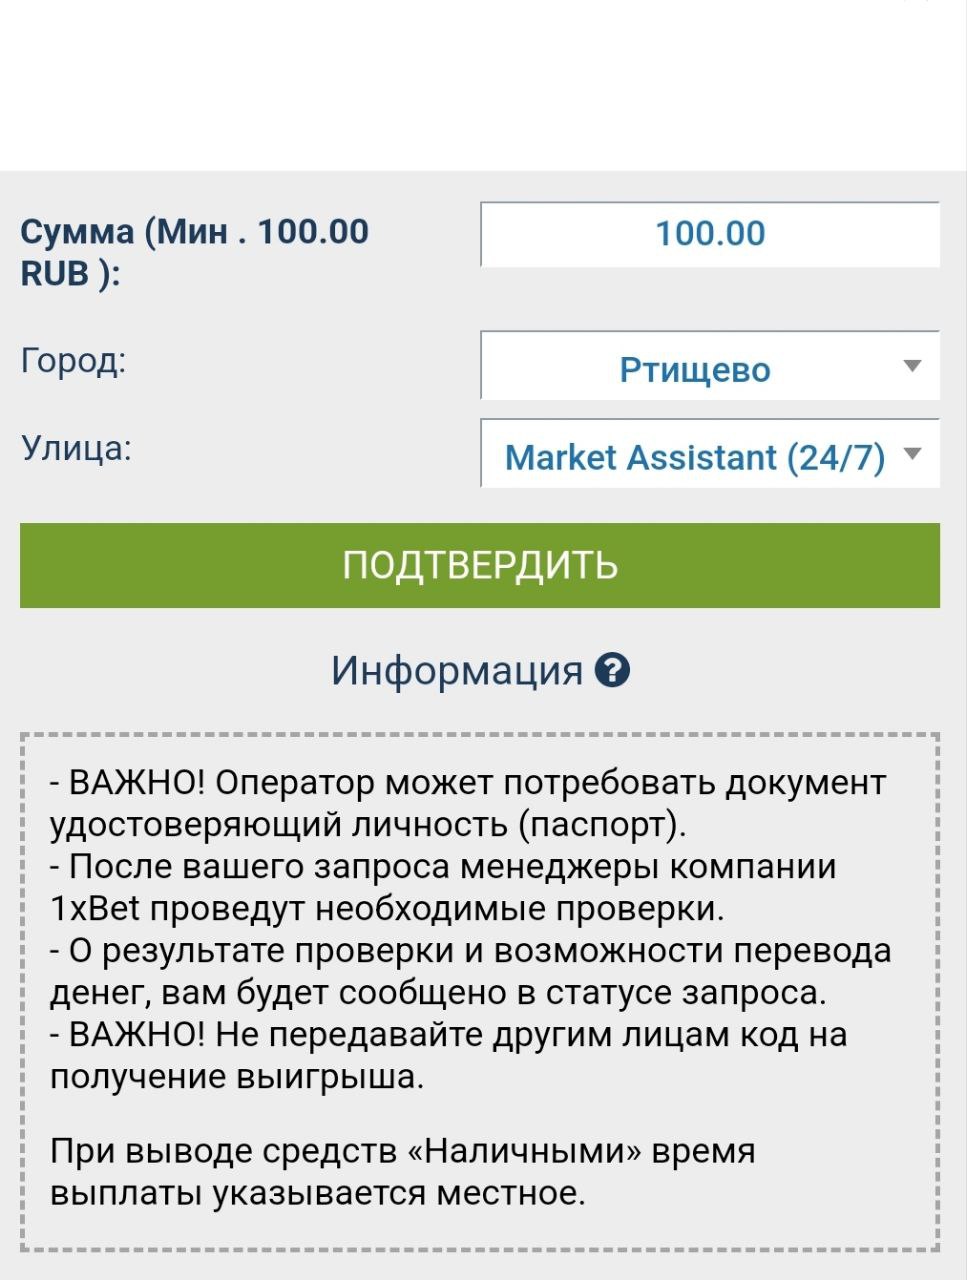 Сумма (Мин . 100.00
RUB ):
100.00
Город:
Ртищево
Улица:
Market Assistant (24/7)
ПОДТВЕРДИТЬ
Информация ?
- ВАЖНО! Оператор может потребовать документ
удостоверяющий личность (паспорт).
- После вашего запроса менеджеры компании
1xBet проведут необходимые проверки.
- О результате проверки и возможности перевода
денег, вам будет сообщено в статусе запроса.
- ВАЖНО! Не передавайте другим лицам код на
получение выигрыша.
При выводе средств «Наличными» время
выплаты указывается местное.